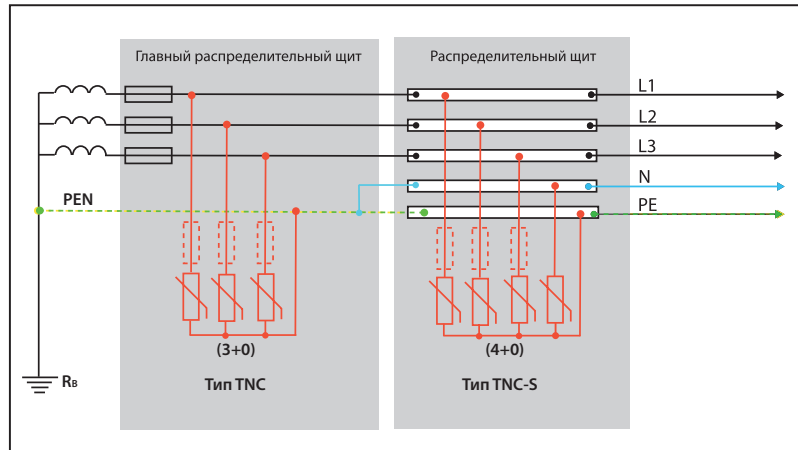 Главный распределительный щит
Распределительный щит
L1
L2
L3
N
PEN
PE
(3+0)
(4+0)
RB
Тип TNC
Тип TNC-S